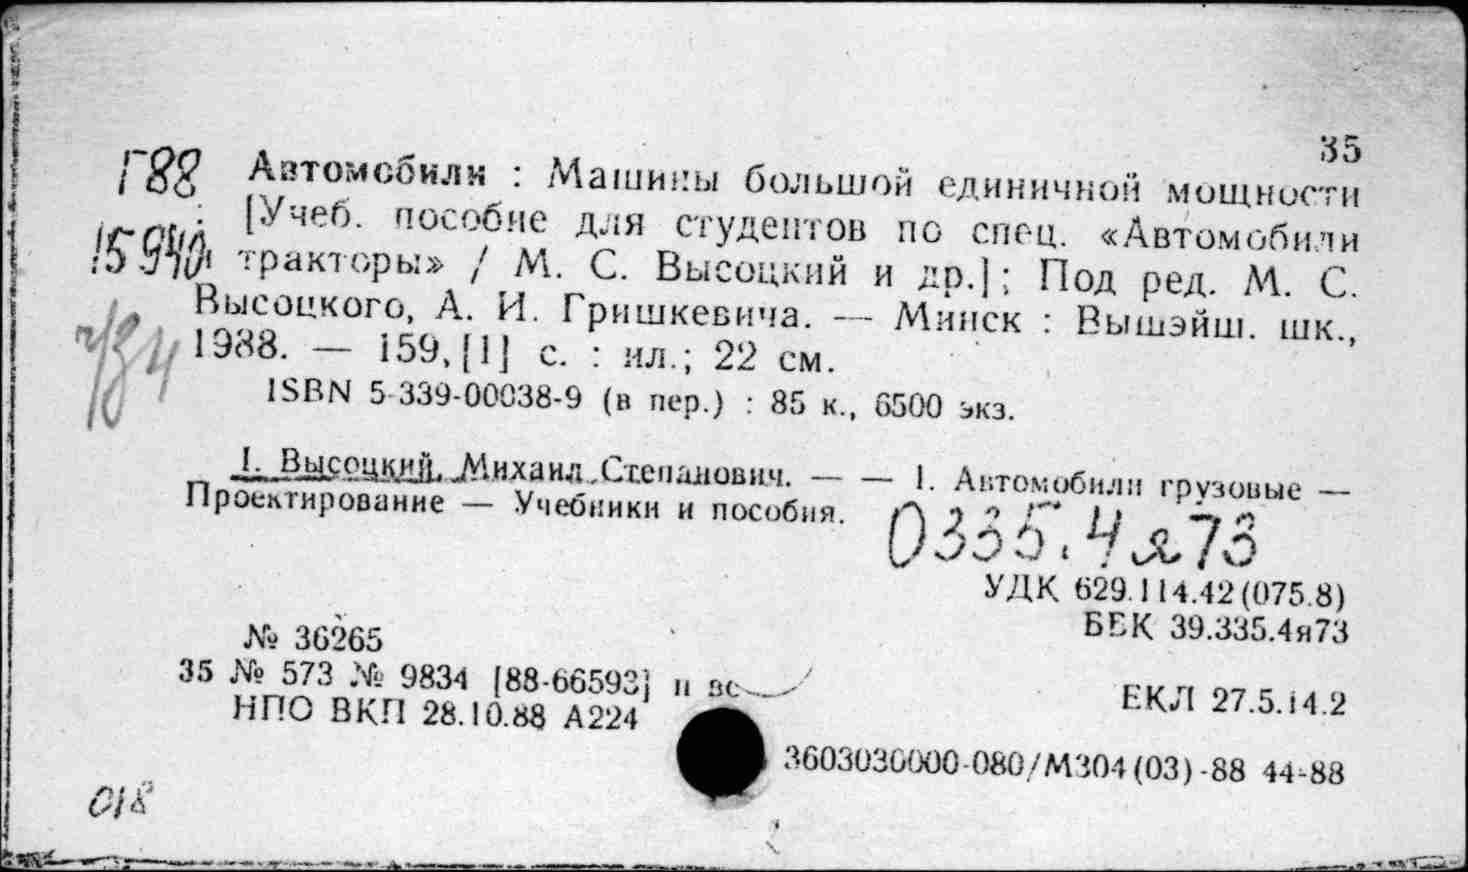 35
Г88 Автомобили : Машины большой единичной мощности
[Учеб. пособие для студентов по спец. «Автомобили
тракторы» / М. С. Высоцкий и др.] ; Под ред. М. С.
Высоцкого, А. И. Гришкевича. — Минск : Вышэйш. шк.,
1988. — 159, [1] с. : ил.; 22 см.
ISBN 5-339-00038-9 (в пер.) : 85 к., 6500 экз.
1. Высоцкий, Михаил Степанович. — — 1. Автомобили грузовые —
Проектирование — Учебники и пособия.
О335.4я73
УДК 629.114.42(075.8)
ББК 39.335.4я73
№ 36265
35 № 573 № 9834 [88-66593] п вс
НПО ВКП 28.10.88 А224
ЕКЛ 27.5.14.2
3603030000-080/М304(03)-88 44-88
018